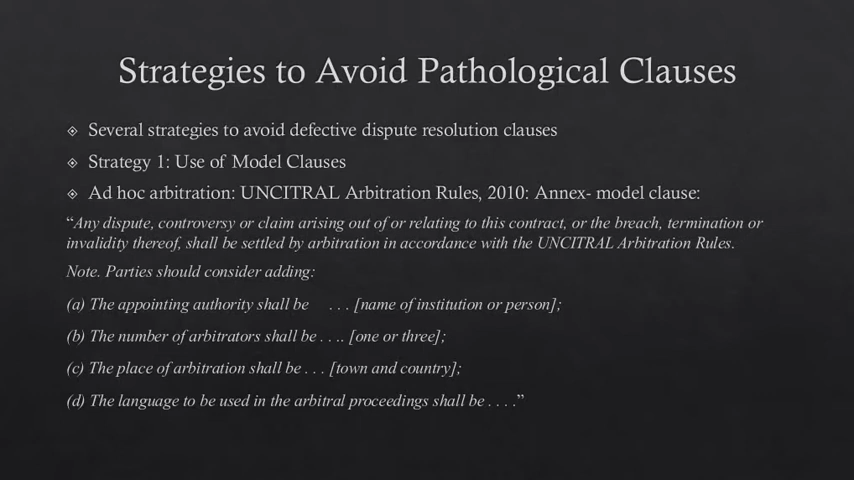 Strategies to Avoid Pathological Clauses
Several strategies to avoid defective dispute resolution clauses
Strategy 1: Use of Model Clauses
Ad hoc arbitration: UNCITRAL Arbitration Rules, 2010: Annex- model clause:
“Any dispute, controversy or claim arising out of or relating to this contract, or the breach, termination or
invalidity thereof, shall be settled by arbitration in accordance with the UNCITRAL Arbitration Rules.
Note. Parties should consider adding:
(a) The appointing authority shall be . . . [name of institution or person];
(b) The number of arbitrators shall be . . .. [one or three];
(c) The place of arbitration shall be . . . [town and country];
(d) The language to be used in the arbitral proceedings shall be . . . .”